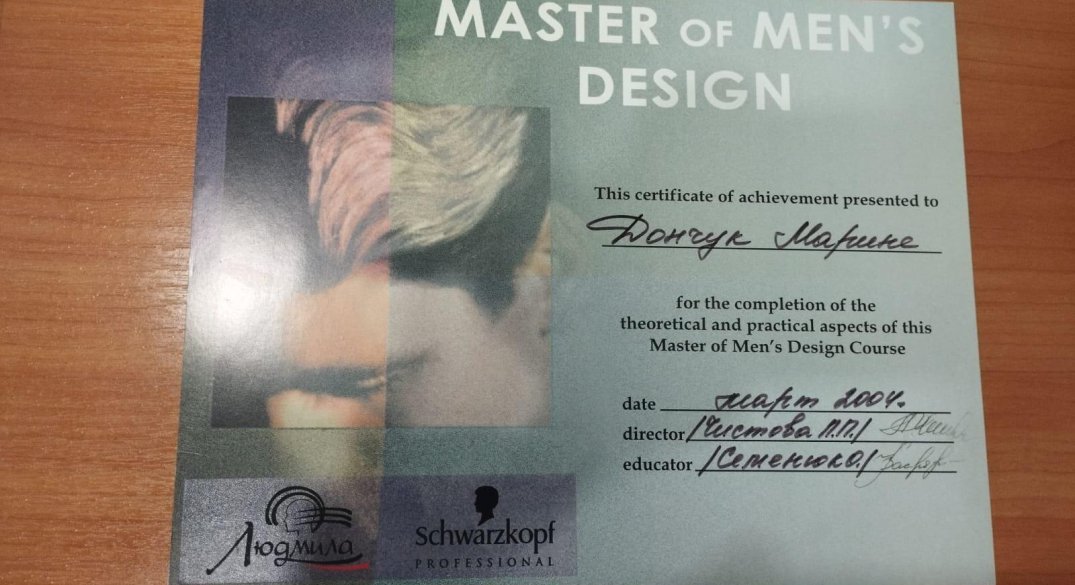 MASTER OF MEN'S
DESIGN
This certificate of achievement presented to
Дончук Марине
for the completion of the
theoretical and practical aspects of this
Master of Men's Design Course
date март 2004.
director /Чистова П.П./
educator /Семенюк О./
Людмила
Schwarzkopf
PROFESSIONAL